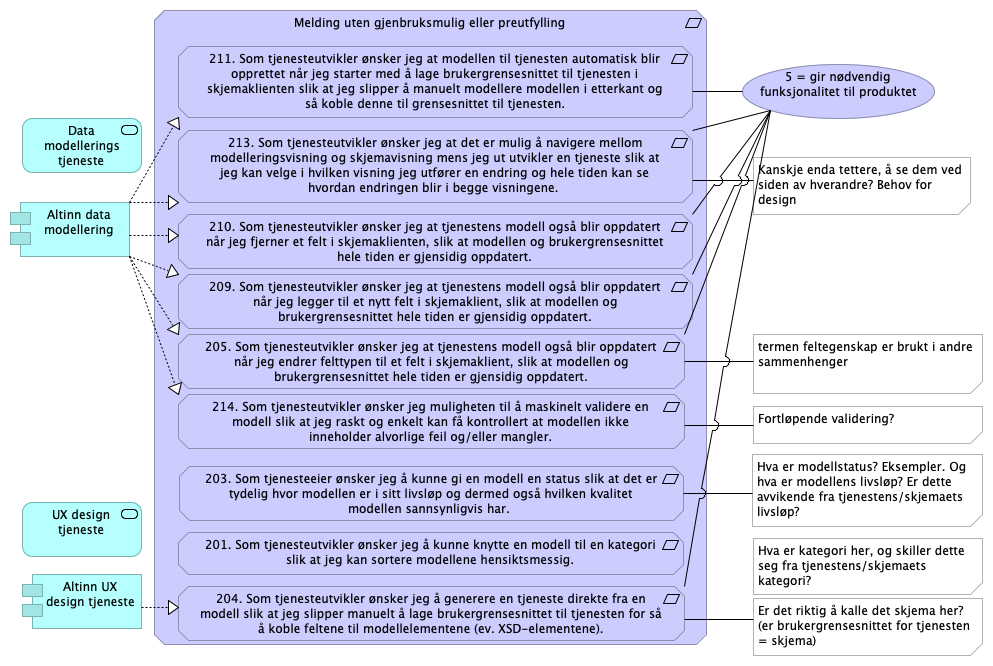 Melding uten gjenbruksmulig eller preutfylling
211. Som tjenesteutvikler ønsker jeg at modellen til tjenesten automatisk blir
opprettet når jeg starter med å lage brukergrensesnittet til tjenesten i
skjemaklienten slik at jeg slipper å manuelt modellere modellen i etterkant og
så koble denne til grensesnittet til tjenesten.
5 = gir nødvendig
funksjonalitet til produktet
Data
modellerings
tjeneste
213. Som tjenesteutvikler ønsker jeg at det er mulig å navigere mellom
modelleringsvisning og skjemavisning mens jeg ut utvikler en tjeneste slik at
jeg kan velge i hvilken visning jeg utfører en endring og hele tiden kan se
hvordan endringen blir i begge visningene.
Kanskje enda tettere, å se dem ved
siden av hverandre? Behov for
design
Altinn data
modellering
210. Som tjenesteutvikler ønsker jeg at tjenestens modell også blir oppdatert
når jeg fjerner et felt i skjemaklienten, slik at modellen og brukergrensesnittet
hele tiden er gjensidig oppdatert.
209. Som tjenesteutvikler ønsker jeg at tjenestens modell også blir oppdatert
når jeg legger til et nytt felt i skjemaklient, slik at modellen og
brukergrensesnittet hele tiden er gjensidig oppdatert.
205. Som tjenesteutvikler ønsker jeg at tjenestens modell også blir oppdatert
når jeg endrer felttypen til et felt i skjemaklient, slik at modellen og
brukergrensesnittet hele tiden er gjensidig oppdatert.
termen feltegenskap er brukt i andre
sammenhenger
214. Som tjenesteutvikler ønsker jeg muligheten til å maskinelt validere en
modell slik at jeg raskt og enkelt kan få kontrollert at modellen ikke
inneholder alvorlige feil og/eller mangler.
Fortløpende validering?
203. Som tjenesteeier ønsker jeg å kunne gi en modell en status slik at det er
tydelig hvor modellen er i sitt livsløp og dermed også hvilken kvalitet
modellen sannsynligvis har.
Hva er modellstatus? Eksempler. Og
hva er modellens livsløp? Er dette
avvikende fra tjenestens/skjemaets
livsløp?
UX design
tjeneste
201. Som tjenesteutvikler ønsker jeg å kunne knytte en modell til en kategori
slik at jeg kan sortere modellene hensiktsmessig.
Hva er kategori her, og skiller dette
seg fra tjenestens/skjemaets
kategori?
Altinn UX
design tjeneste
204. Som tjenesteutvikler ønsker jeg å generere en tjeneste direkte fra en
modell slik at jeg slipper manuelt å lage brukergrensesnittet til tjenesten for så
å koble feltene til modellelementene (ev. XSD-elementene).
Er det riktig å kalle det skjema her?
(er brukergrensesnittet for tjenesten
= skjema)